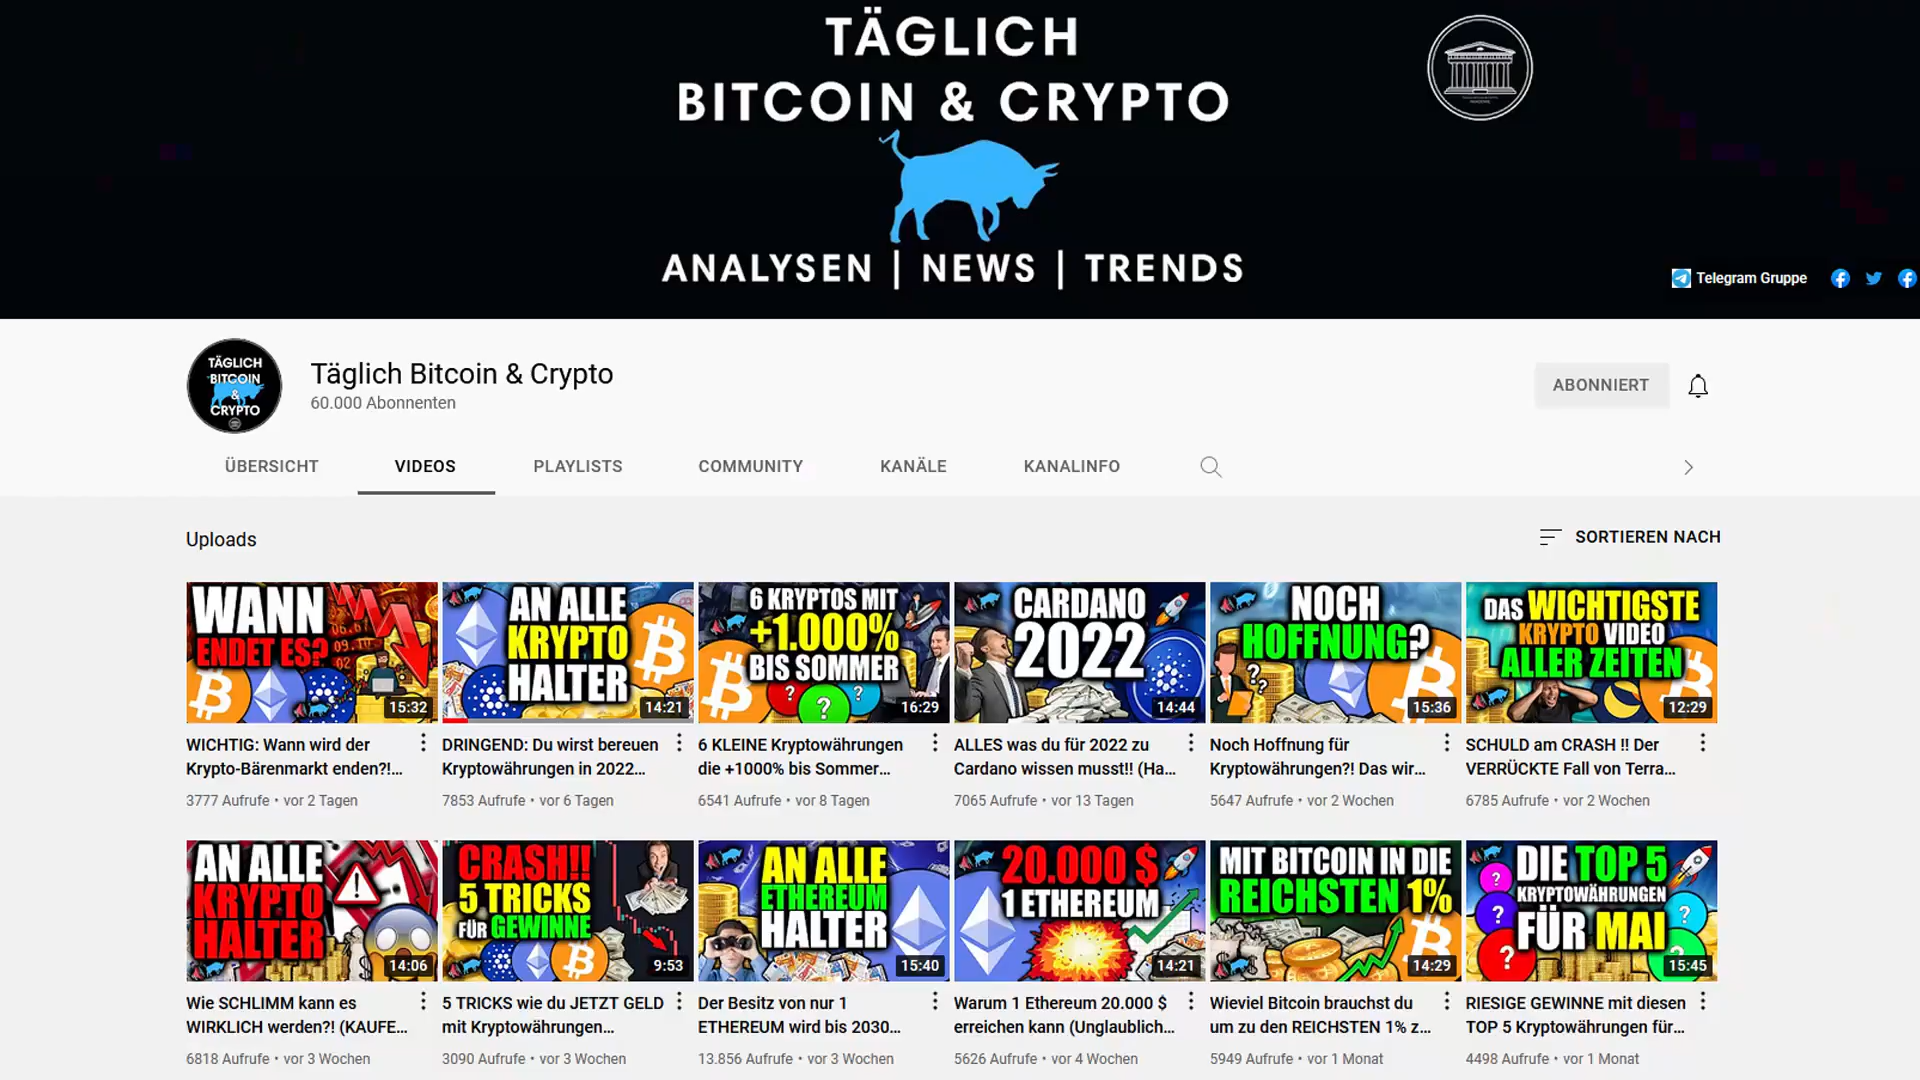 TÄGLICH
BITCOIN & CRYPTO
ANALYSEN | NEWS | TRENDS
Telegram Gruppe
TÄGLICH
BITCOIN
&
CRYPTO
Täglich Bitcoin & Crypto
60.000 Abonnenten
ABONNIERT
ÜBERSICHT
VIDEOS
PLAYLISTS
COMMUNITY
KANÄLE
KANALINFO
Uploads
SORTIEREN NACH
WANN
ENDET ES?
15:32
WICHTIG: Wann wird der
Krypto-Bärenmarkt enden?!...
3777 Aufrufe • vor 2 Tagen
AN ALLE
KRYPTO
HALTER
14:21
DRINGEND: Du wirst bereuen
Kryptowährungen in 2022...
7853 Aufrufe • vor 6 Tagen
6 KRYPTOS MIT
+1.000%
BIS SOMMER
16:29
6 KLEINE Kryptowährungen
die +1000% bis Sommer...
6541 Aufrufe • vor 8 Tagen
CARDANO
2022
14:44
ALLES was du für 2022 zu
Cardano wissen musst!! (Ha...
7065 Aufrufe • vor 13 Tagen
NOCH
HOFFNUNG?
15:36
Noch Hoffnung für
Kryptowährungen?! Das wir...
5647 Aufrufe • vor 2 Wochen
DAS WICHTIGSTE
KRYPTO VIDEO
ALLER ZEITEN
12:29
SCHULD am CRASH !! Der
VERRÜCKTE Fall von Terra...
6785 Aufrufe • vor 2 Wochen
AN ALLE
KRYPTO
HALTER
14:06
Wie SCHLIMM kann es
WIRKLICH werden?! (KAUFE...
6818 Aufrufe • vor 3 Wochen
CRASH!!
5 TRICKS
FÜR GEWINNE
9:53
5 TRICKS wie du JETZT GELD
mit Kryptowährungen...
3090 Aufrufe • vor 3 Wochen
AN ALLE
ETHEREUM
HALTER
15:40
Der Besitz von nur 1
ETHEREUM wird bis 2030...
13.856 Aufrufe • vor 3 Wochen
20.000 $
1 ETHEREUM
14:21
Warum 1 Ethereum 20.000 $
erreichen kann (Unglaublich...
5626 Aufrufe • vor 4 Wochen
MIT BITCOIN IN DIE
REICHSTEN 1%
14:29
Wieviel Bitcoin brauchst du
um zu den REICHSTEN 1% z...
5949 Aufrufe • vor 1 Monat
DIE TOP 5
KRYPTOWÄHRUNGEN
FÜR MAI
15:45
RIESIGE GEWINNE mit diesen
TOP 5 Kryptowährungen für...
4498 Aufrufe • vor 1 Monat